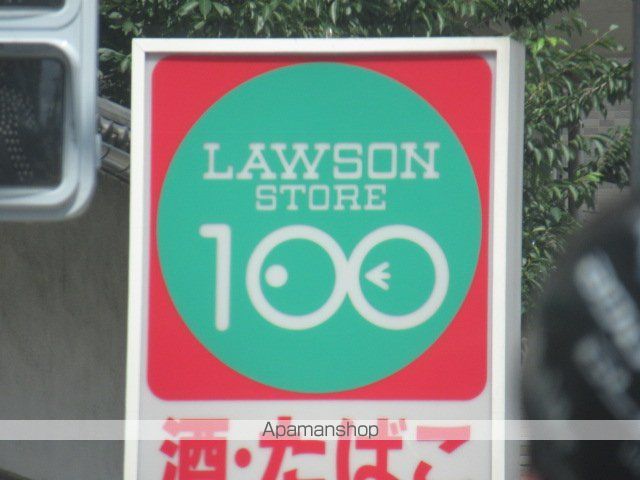 LAWSON
STORE
100
酒・たばこ
Apamanshop